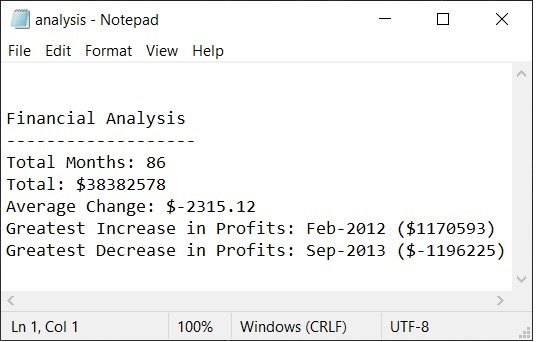 analysis - Notepad
File Edit Format View Help
Financial Analysis
-------------------
Total Months: 86
Total: $38382578
Average Change: $-2315.12
Greatest Increase in Profits: Feb-2012 ($1170593)
Greatest Decrease in Profits: Sep-2013 ($-1196225)
Ln 1, Col 1 100% Windows (CRLF) UTF-8